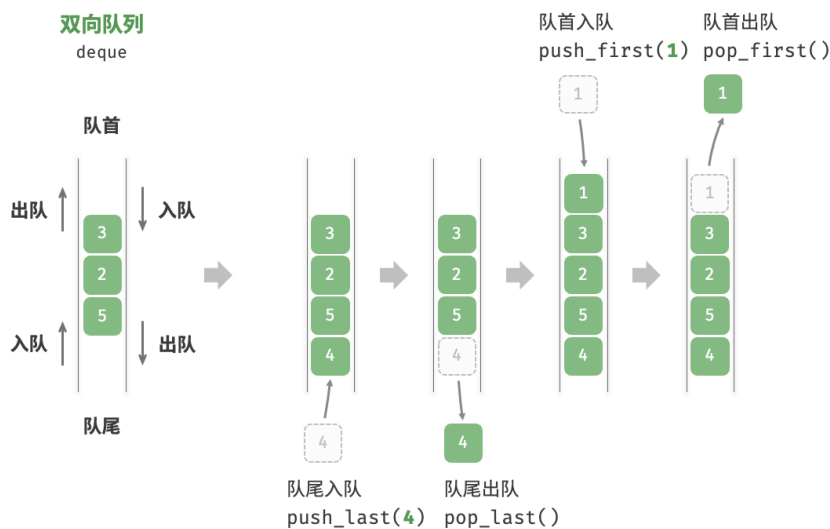 双向队列
deque
队首
出队
入队
3
2
5
入队
出队
队尾
3
2
5
4
4
队尾入队
push_last(4)
3
2
5
4
4
队尾出队
pop_last()
队首入队
push_first(1)
1
1
3
2
5
4
队首出队
pop_first()
1
1
3
2
5
4